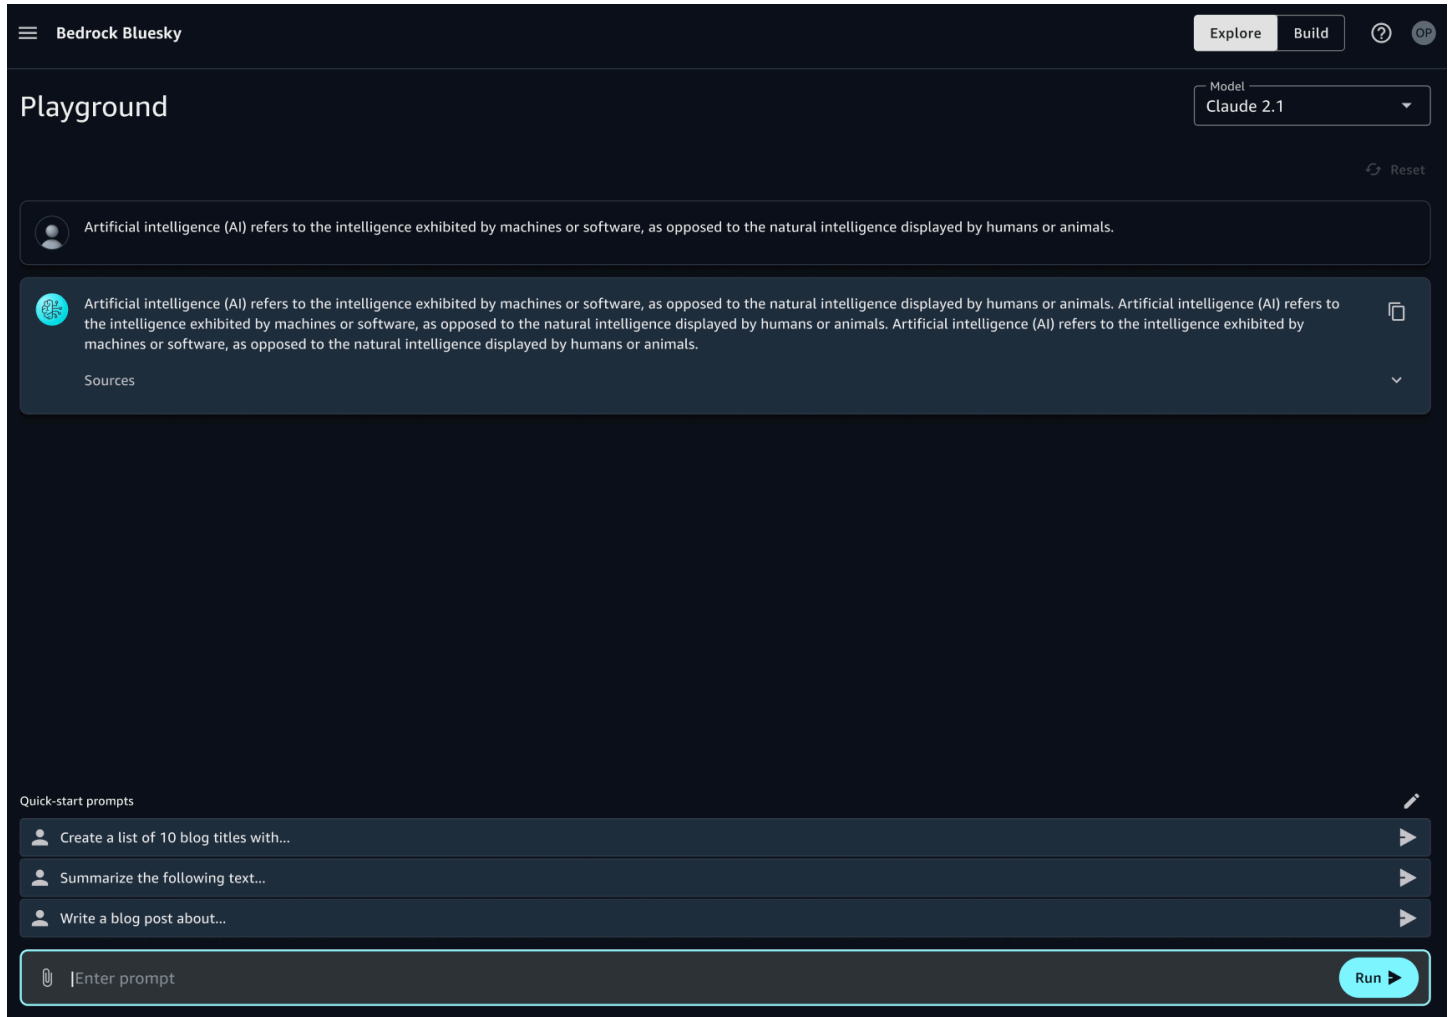 Bedrock Bluesky
Explore
Build
OP
Playground
Model
Claude 2.1
Reset
Artificial intelligence (AI) refers to the intelligence exhibited by machines or software, as opposed to the natural intelligence displayed by humans or animals.
Artificial intelligence (AI) refers to the intelligence exhibited by machines or software, as opposed to the natural intelligence displayed by humans or animals. Artificial intelligence (AI) refers to
the intelligence exhibited by machines or software, as opposed to the natural intelligence displayed by humans or animals. Artificial intelligence (AI) refers to the intelligence exhibited by
machines or software, as opposed to the natural intelligence displayed by humans or animals.
Sources
Quick-start prompts
Create a list of 10 blog titles with...
Summarize the following text...
Write a blog post about...
Enter prompt
Run